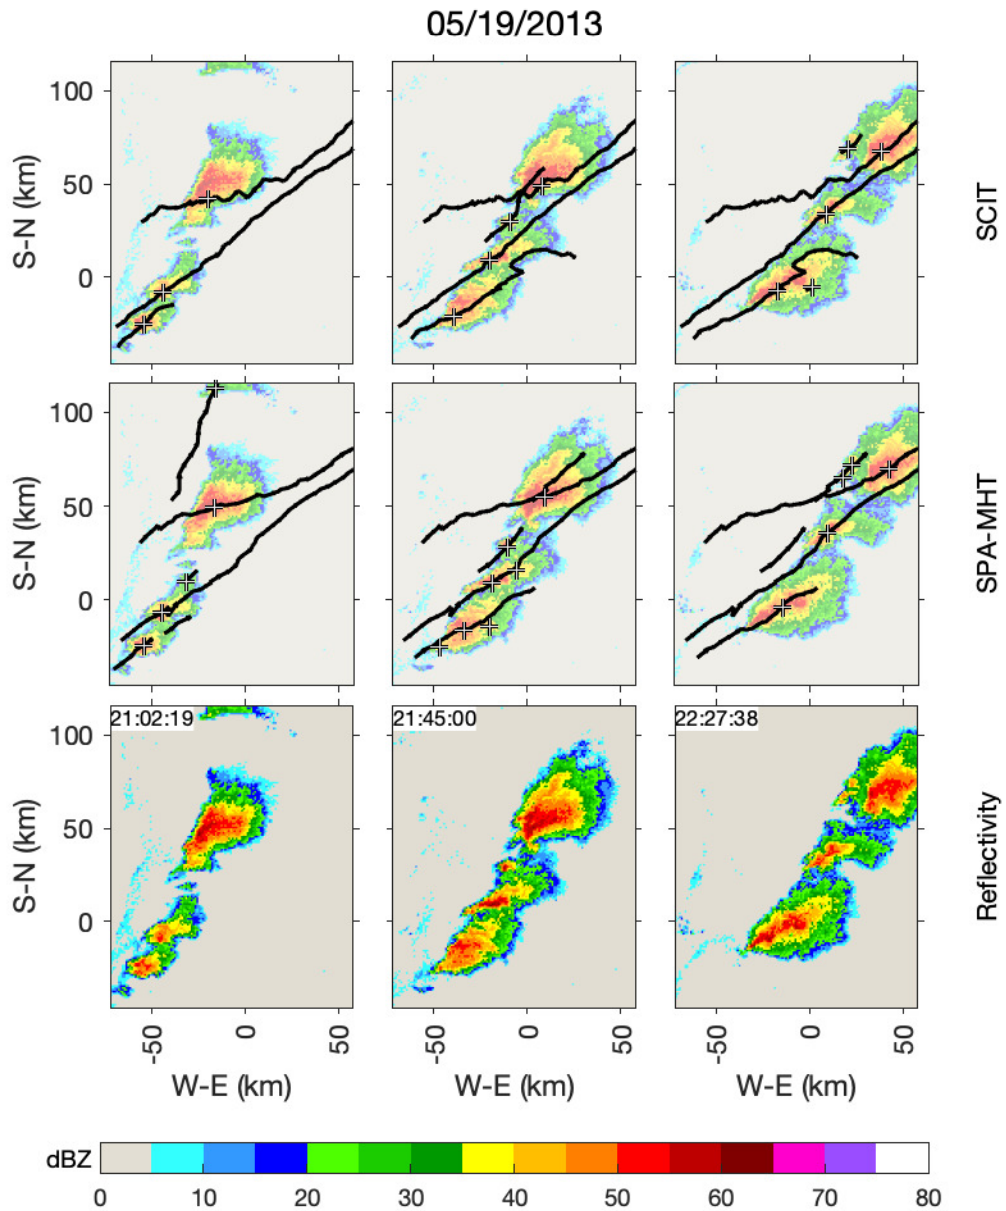 05/19/2013
100
50
0
S-N (km)
SCIT
100
50
0
S-N (km)
SPA-MHT
21:02:19
21:45:00
22:27:38
100
50
0
S-N (km)
Reflectivity
-50 0 50
-50 0 50
-50 0 50
W-E (km) W-E (km) W-E (km)
dBZ
0 10 20 30 40 50 60 70 80